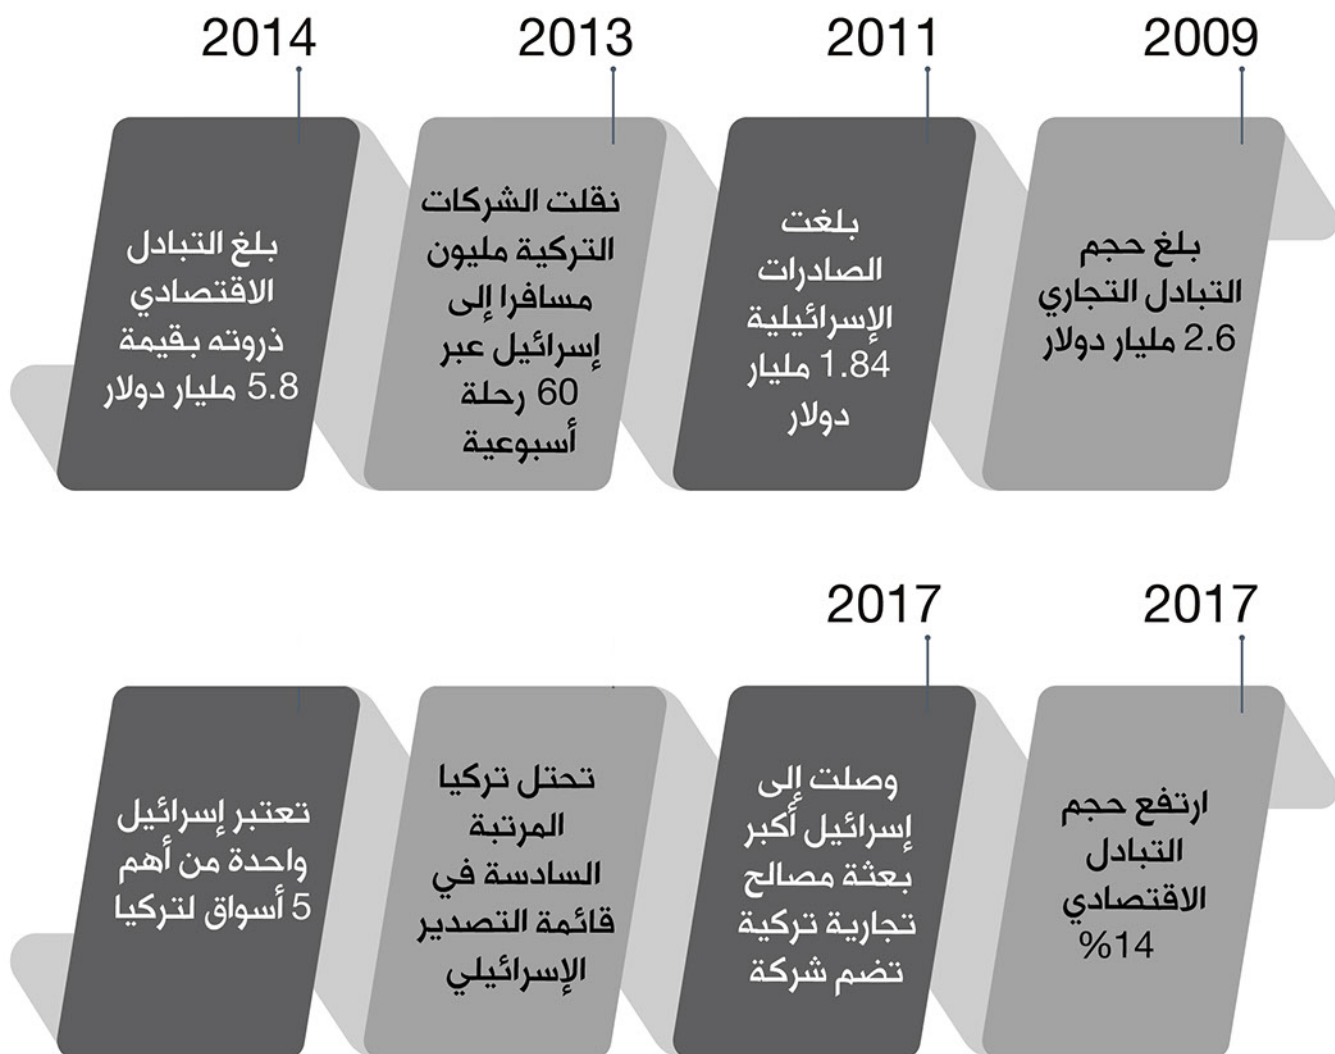 2009
بلغ حجم
التبادل التجاري
2.6 مليار دولار
2011
بلغت
الصادرات
الإسرائيلية
1.84 مليار
دولار
2013
نقلت الشركات
التركية مليون
مسافرا إلى
إسرائيل عبر
60 رحلة
أسبوعية
2014
بلغ التبادل
الاقتصادي
ذروته بقيمة
5.8 مليار دولار
2017
ارتفع حجم
التبادل
الاقتصادي
%14
2017
وصلت إلى
إسرائيل أكبر
بعثة مصالح
تجارية تركية
تضم شركة
تحتل تركيا
المرتبة
السادسة في
قائمة التصدير
الإسرائيلي
تعتبر إسرائيل
واحدة من أهم
5 أسواق لتركيا